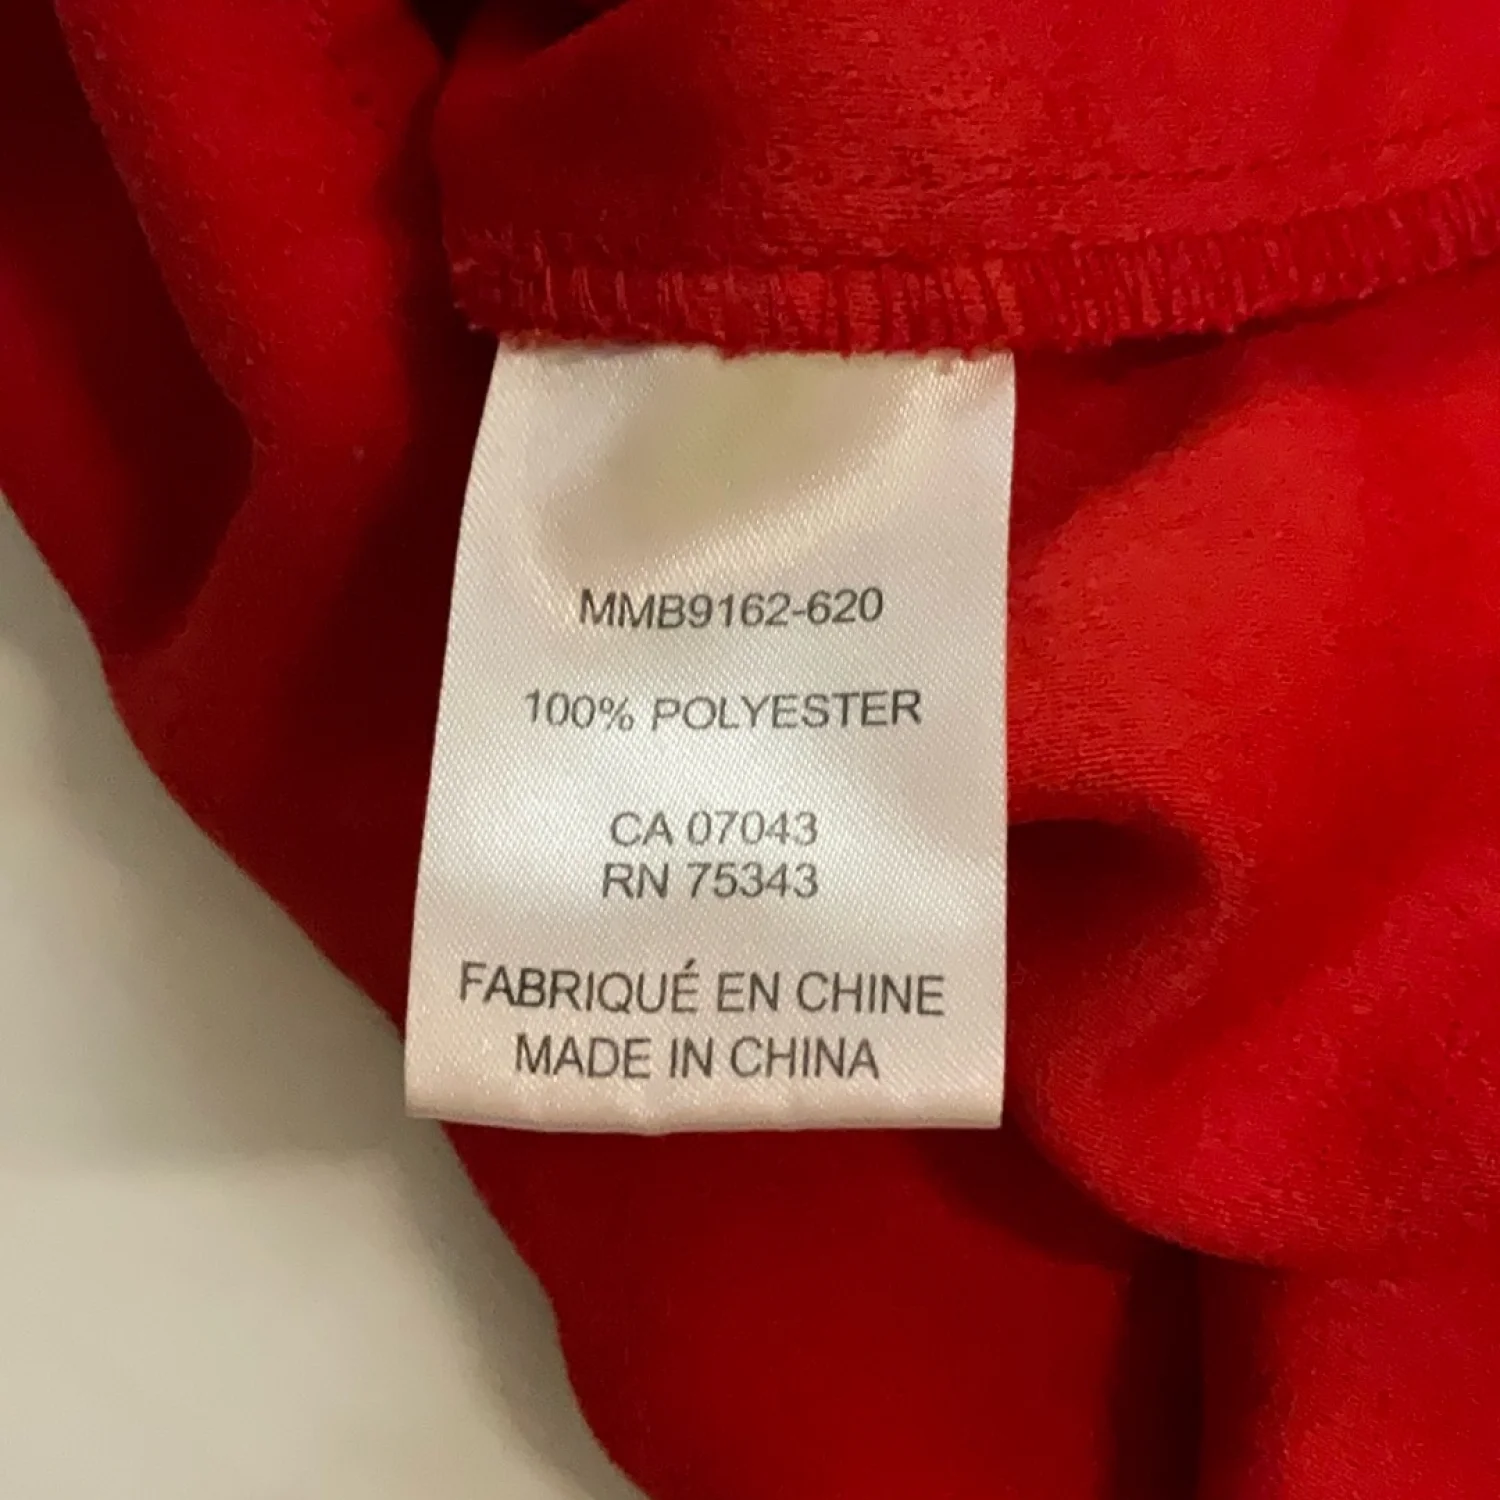 MMB9162-620
100% POLYESTER
CA 07043
RN 75343
FABRIQUÉ EN CHINE
MADE IN CHINA